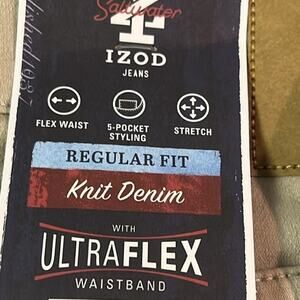 Saltwater
IZOD
JEANS
FLEX WAIST
5-POCKET
STYLING
STRETCH
REGULAR FIT
Knit Denim
WITH
ULTRAFLEX
WAISTBAND